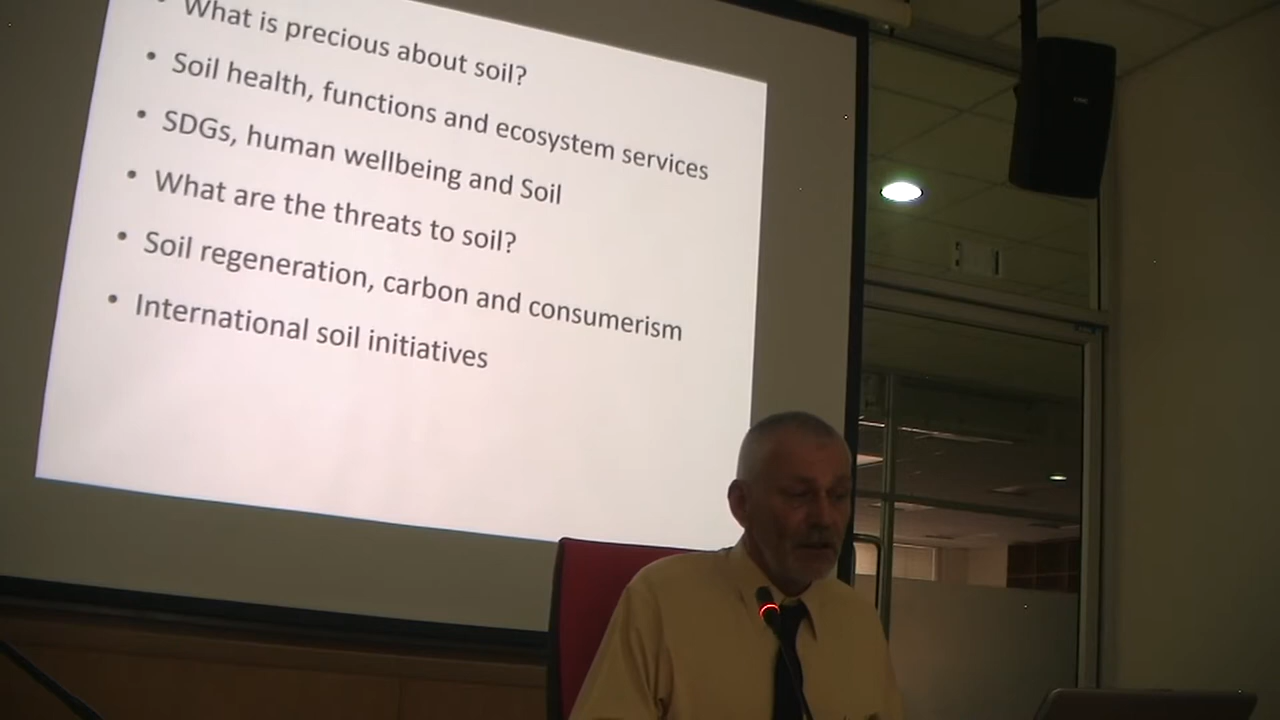 • What is precious about soil?
• Soil health, functions and ecosystem services
• SDGs, human wellbeing and Soil
• What are the threats to soil?
• Soil regeneration, carbon and consumerism
• International soil initiatives